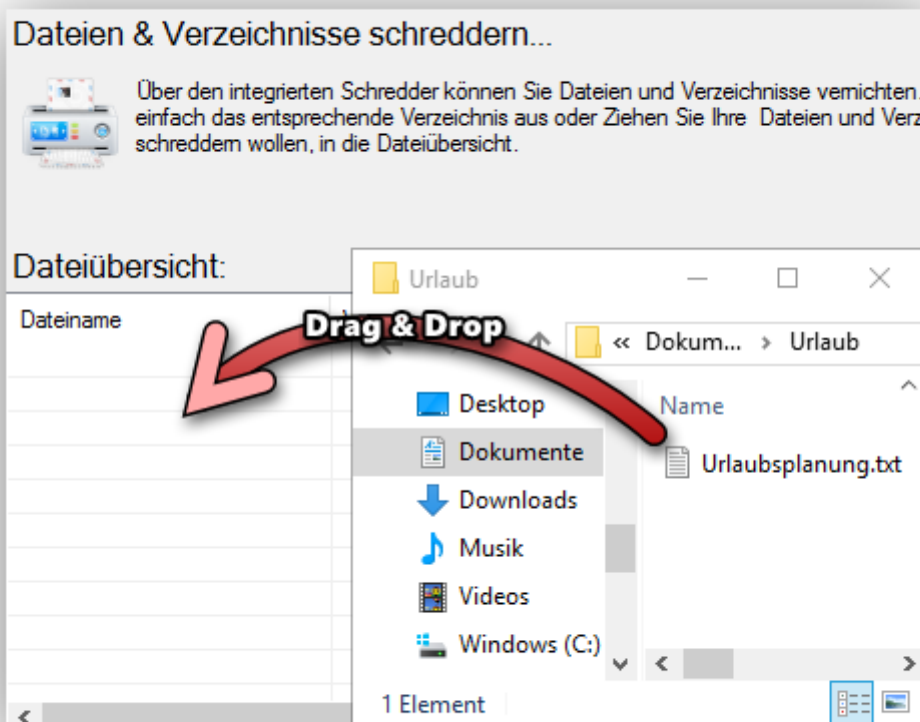 Dateien & Verzeichnisse schreddern...
Über den integrierten Schredder können Sie Dateien und Verzeichnisse vernichten.
einfach das entsprechende Verzeichnis aus oder Ziehen Sie Ihre Dateien und Verz
schreddern wollen, in die Dateiübersicht.
Dateiübersicht:
Urlaub
Dateiname
Drag & Drop
« Dokum... > Urlaub
Desktop
Name
Dokumente
Urlaubsplanung.txt
Downloads
Musik
Videos
Windows (C:)
1 Element